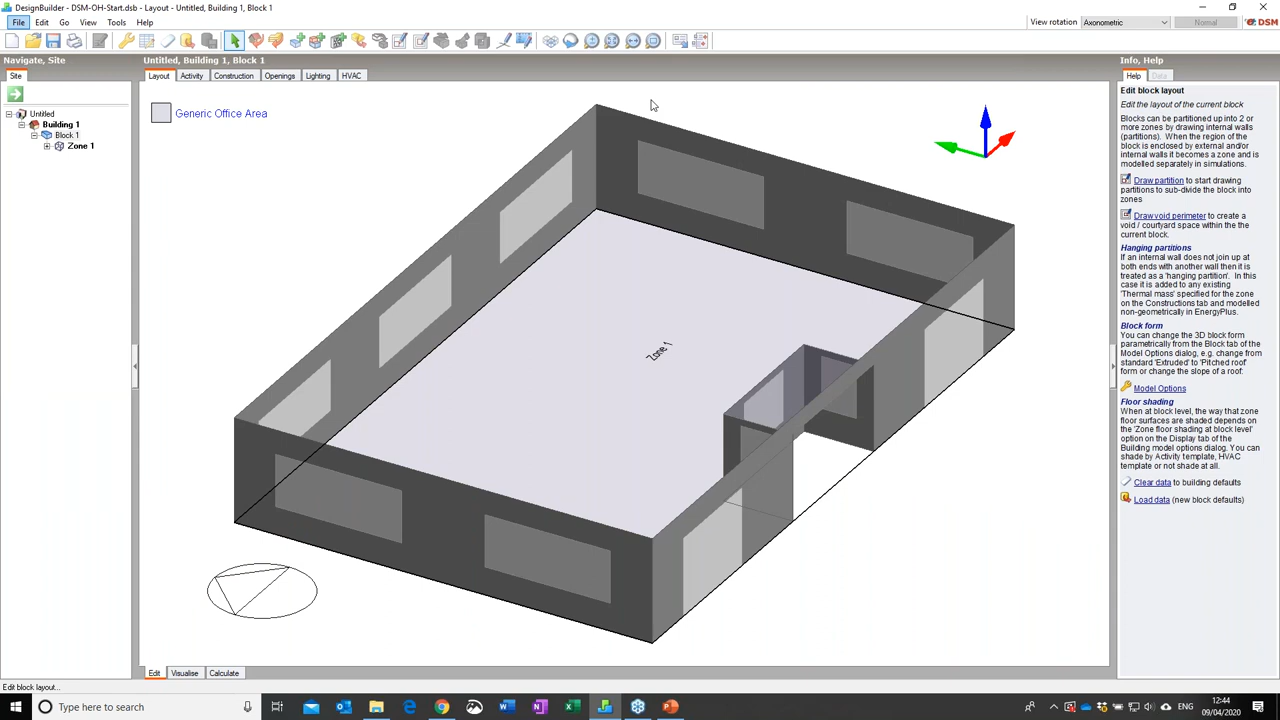 DesignBuilder - DSM-OH-Start.dsb - Layout - Untitled, Building 1, Block 1
File Edit Go View Tools Help
View rotation Axonometric Normal
DSM
Navigate, Site
Site
Untitled
Building 1
Block 1
Zone 1
Untitled, Building 1, Block 1
Layout Activity Construction Openings Lighting HVAC
Generic Office Area
Zone 1
Edit Visualise Calculate
Info, Help
Help Data
Edit block layout
Edit the layout of the current block
Blocks can be partitioned up into 2 or
more zones by drawing internal walls
(partitions). When the region of the
block is enclosed by external and/or
internal walls it becomes a zone and is
modelled separately in simulations.
Draw partition to start drawing
partitions to sub-divide the block into
zones
Draw void perimeter to create a
void / courtyard space within the the
current block.
Hanging partitions
If an internal wall does not join up at
both ends with another wall then it is
treated as a 'hanging partition'. In this
case it is added to any existing
'Thermal mass' specified for the zone
on the Constructions tab and modelled
non-geometrically in EnergyPlus.
Block form
You can change the 3D block form
parametrically from the Block tab of the
Model Options dialog, e.g. change from
standard 'Extruded' to 'Pitched roof'
form or change the slope of a roof.
Model Options
Floor shading
When at block level, the way that zone
floor surfaces are shaded depends on
the 'Zone floor shading at block level'
option on the Display tab of the
Building model options dialog. You can
shade by Activity template, HVAC
template or not shade at all.
Clear data to building defaults
Load data (new block defaults)
Edit block layout...
Type here to search
ENG
12:44
09/04/2020